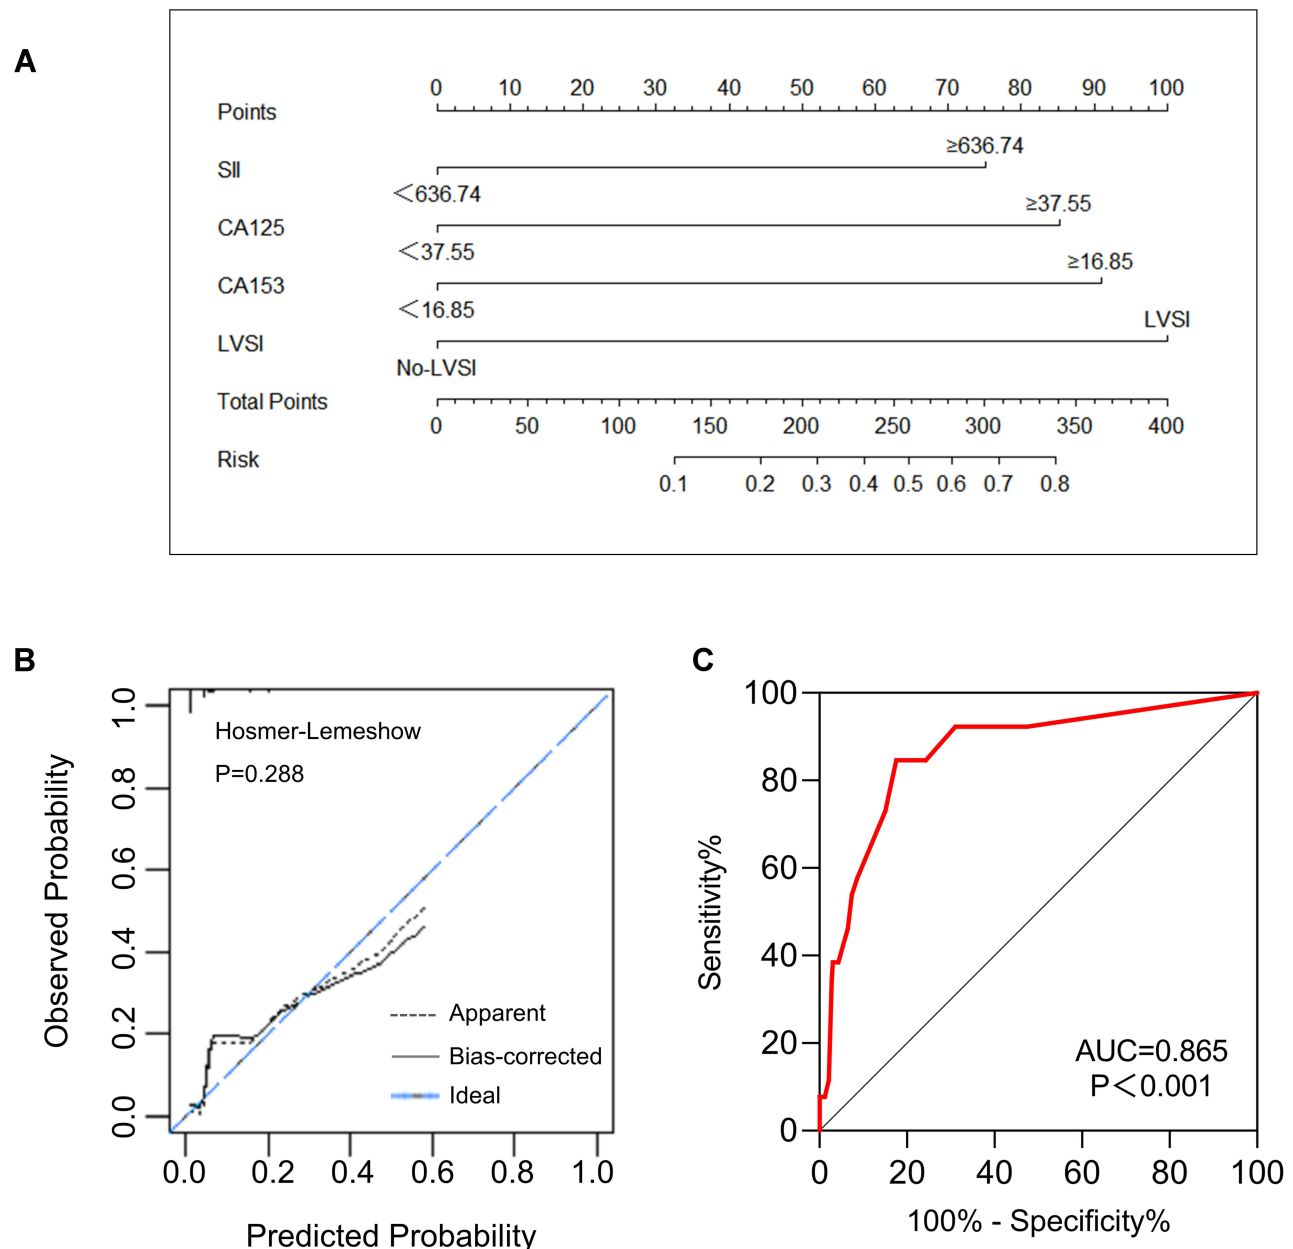 A
0 10 20 30 40 50 60 70 80 90 100
Points
≥636.74
SII
<636.74
≥37.55
CA125
<37.55
≥16.85
CA153
<16.85
LVSI
LVSI
No-LVSI
Total Points
0 50 100 150 200 250 300 350 400
Risk
0.1 0.2 0.3 0.4 0.5 0.6 0.7 0.8
B
Observed Probability
1.0
0.8
0.6
0.4
0.2
0.0
Hosmer-Lemeshow
P=0.288
Apparent
Bias-corrected
Ideal
0.0 0.2 0.4 0.6 0.8 1.0
Predicted Probability
C
Sensitivity%
100
80
60
40
20
0
AUC=0.865
P<0.001
0 20 40 60 80 100
100% - Specificity%